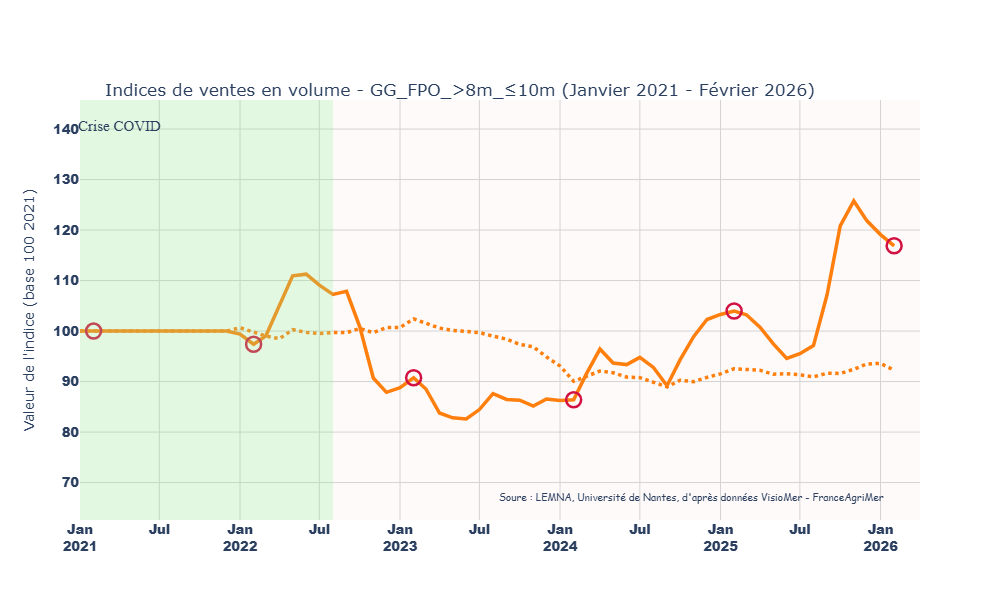 Indices de ventes en volume - GG_FPO_>8m_≤10m (Janvier 2021 - Février 2026)
Crise COVID
Valeur de l'indice (base 100 2021)
140
130
120
110
100
90
80
70
Soure : LEMNA, Université de Nantes, d'après données VisioMer - FranceAgriMer
Jan Jul Jan Jul Jan Jul Jan Jul Jan Jul Jan
2021 2022 2023 2024 2025 2026